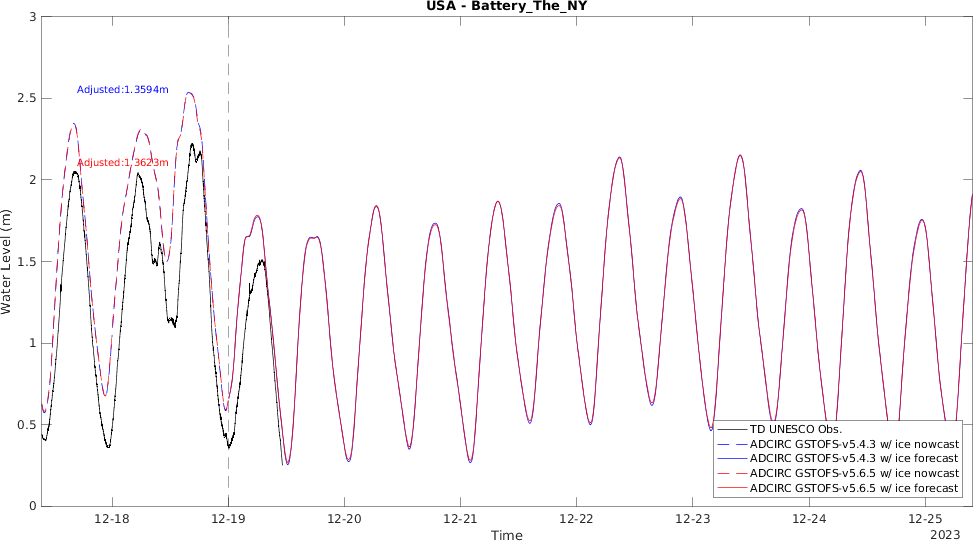 USA - Battery_The_NY
3
2.5
2
1.5
1
0.5
0
Water Level (m)
Adjusted:1.3594m
Adjusted:1.3623m
TD UNESCO Obs.
ADCIRC GSTOFS-v5.4.3 w/ ice nowcast
ADCIRC GSTOFS-v5.4.3 w/ ice forecast
ADCIRC GSTOFS-v5.6.5 w/ ice nowcast
ADCIRC GSTOFS-v5.6.5 w/ ice forecast
12-18 12-19 12-20 12-21 12-22 12-23 12-24 12-25
Time
2023